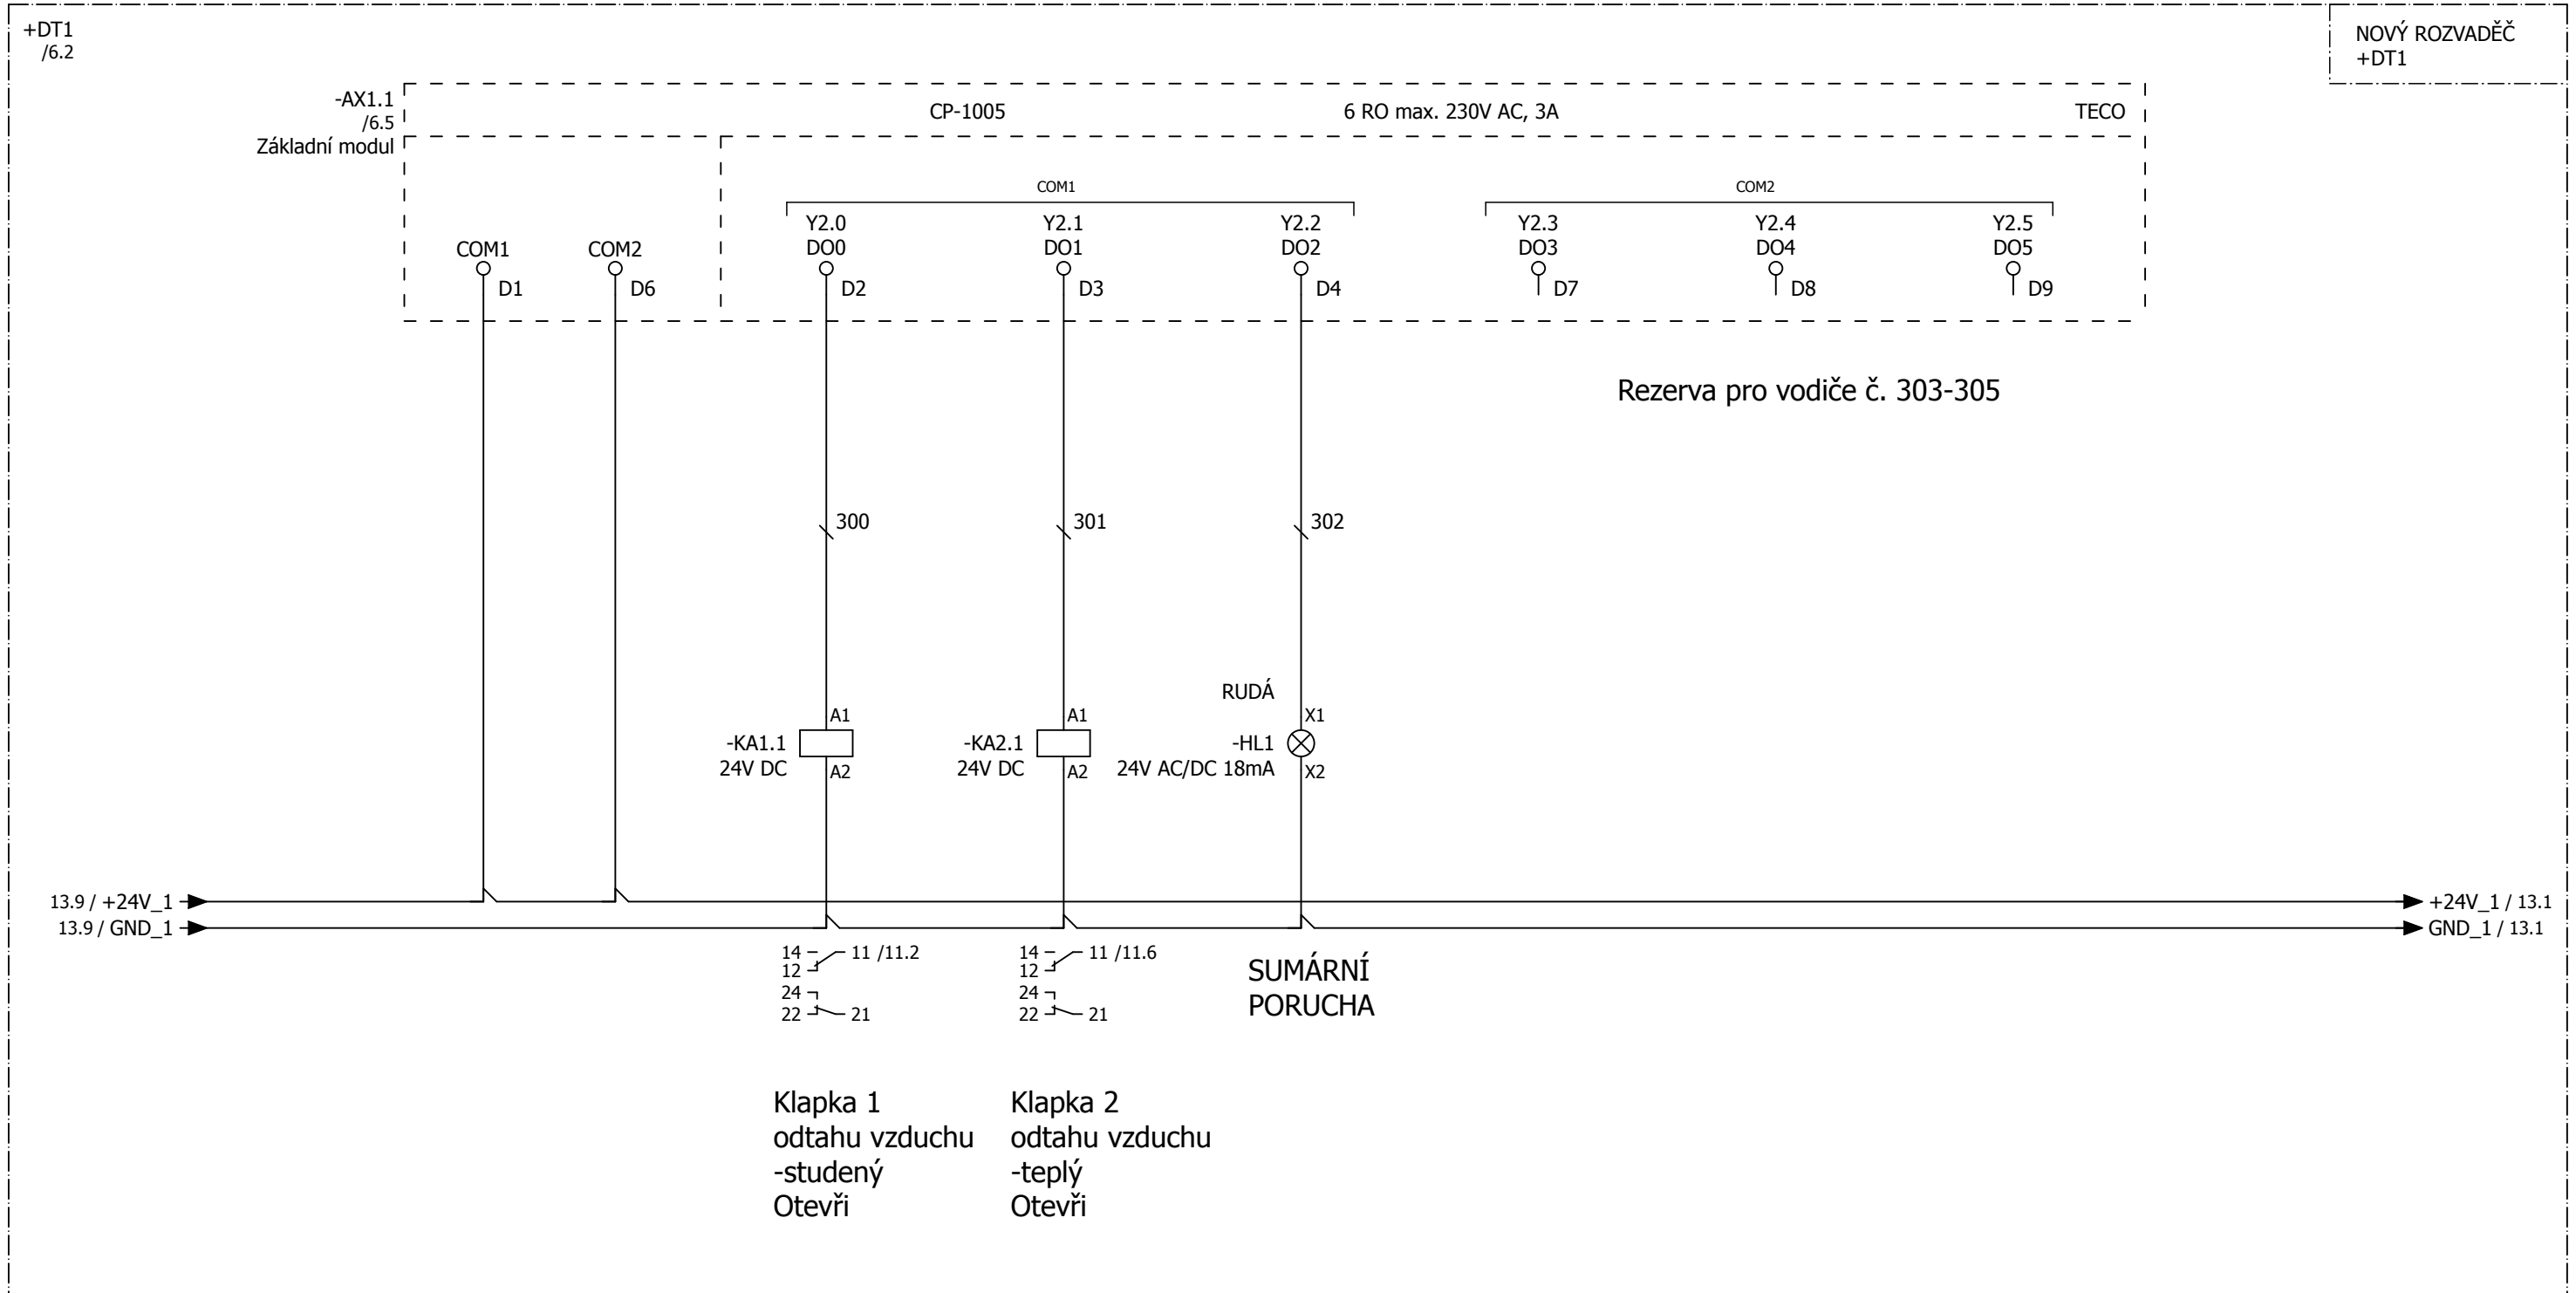 +DT1
/6.2
NOVÝ ROZVADĚČ
+DT1
-AX1.1
/6.5
Základní modul
CP-1005
6 RO max. 230V AC, 3A
TECO
COM1
COM2
Y2.0
DO0
Y2.1
DO1
Y2.2
DO2
Y2.3
DO3
Y2.4
DO4
Y2.5
DO5
COM1
COM2
D1
D6
D2
D3
D4
D7
D8
D9
Rezerva pro vodiče č. 303-305
300
301
302
RUDÁ
A1
-KA1.1
24V DC
A2
A1
-KA2.1
24V DC
A2
X1
-HL1
24V AC/DC 18mA
X2
13.9 / +24V_1
+24V_1 / 13.1
13.9 / GND_1
GND_1 / 13.1
14
12
11 /11.2
24
22
21
14
12
11 /11.6
24
22
21
SUMÁRNÍ
PORUCHA
Klapka 1
odtahu vzduchu
-studený
Otevři
Klapka 2
odtahu vzduchu
-teplý
Otevři